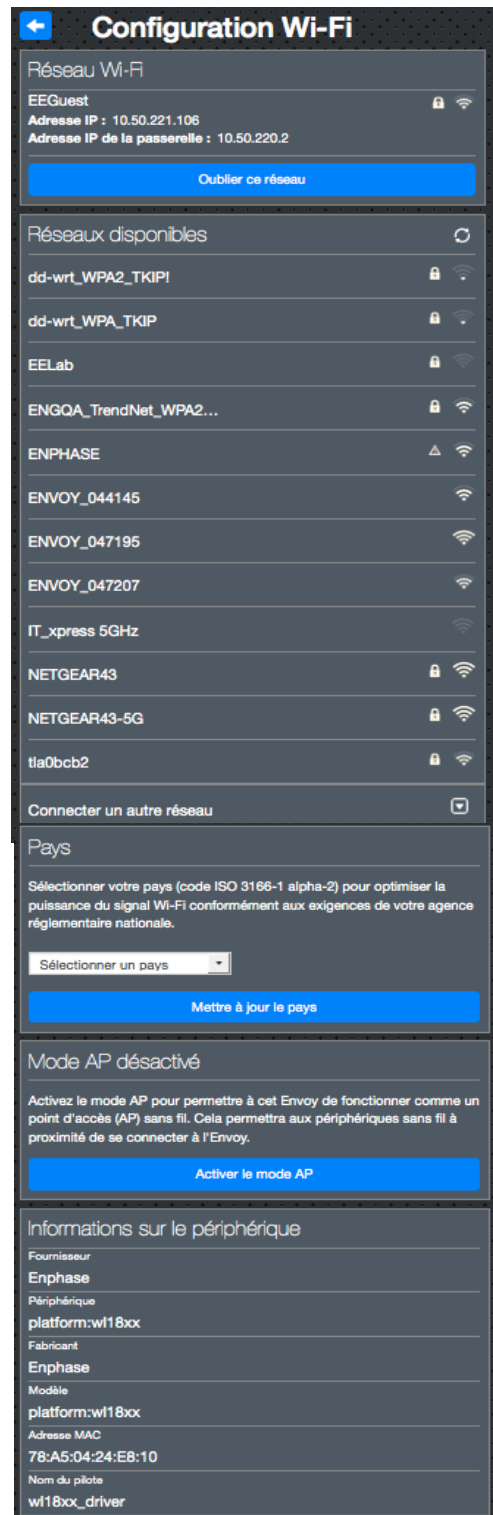 Configuration Wi-Fi
Réseau Wi-Fi
EEGuest
Adresse IP : 10.50.221.106
Adresse IP de la passerelle : 10.50.220.2
Oublier ce réseau
Réseaux disponibles
dd-wrt_WPA2_TKIP!
dd-wrt_WPA_TKIP
EELab
ENGQA_TrendNet_WPA2...
ENPHASE
ENVOY_044145
ENVOY_047195
ENVOY_047207
IT_xpress 5GHz
NETGEAR43
NETGEAR43-5G
tla0bcb2
Connecter un autre réseau
Pays
Sélectionner votre pays (code ISO 3166-1 alpha-2) pour optimiser la
puissance du signal Wi-Fi conformément aux exigences de votre agence
réglementaire nationale.
Sélectionner un pays
Mettre à jour le pays
Mode AP désactivé
Activez le mode AP pour permettre à cet Envoy de fonctionner comme un
point d'accès (AP) sans fil. Cela permettra aux périphériques sans fil à
proximité de se connecter à l'Envoy.
Activer le mode AP
Informations sur le périphérique
Fournisseur
Enphase
Périphérique
platform:wl18xx
Fabricant
Enphase
Modèle
platform:wl18xx
Adresse MAC
78:A5:04:24:E8:10
Nom du pilote
wl18xx_driver